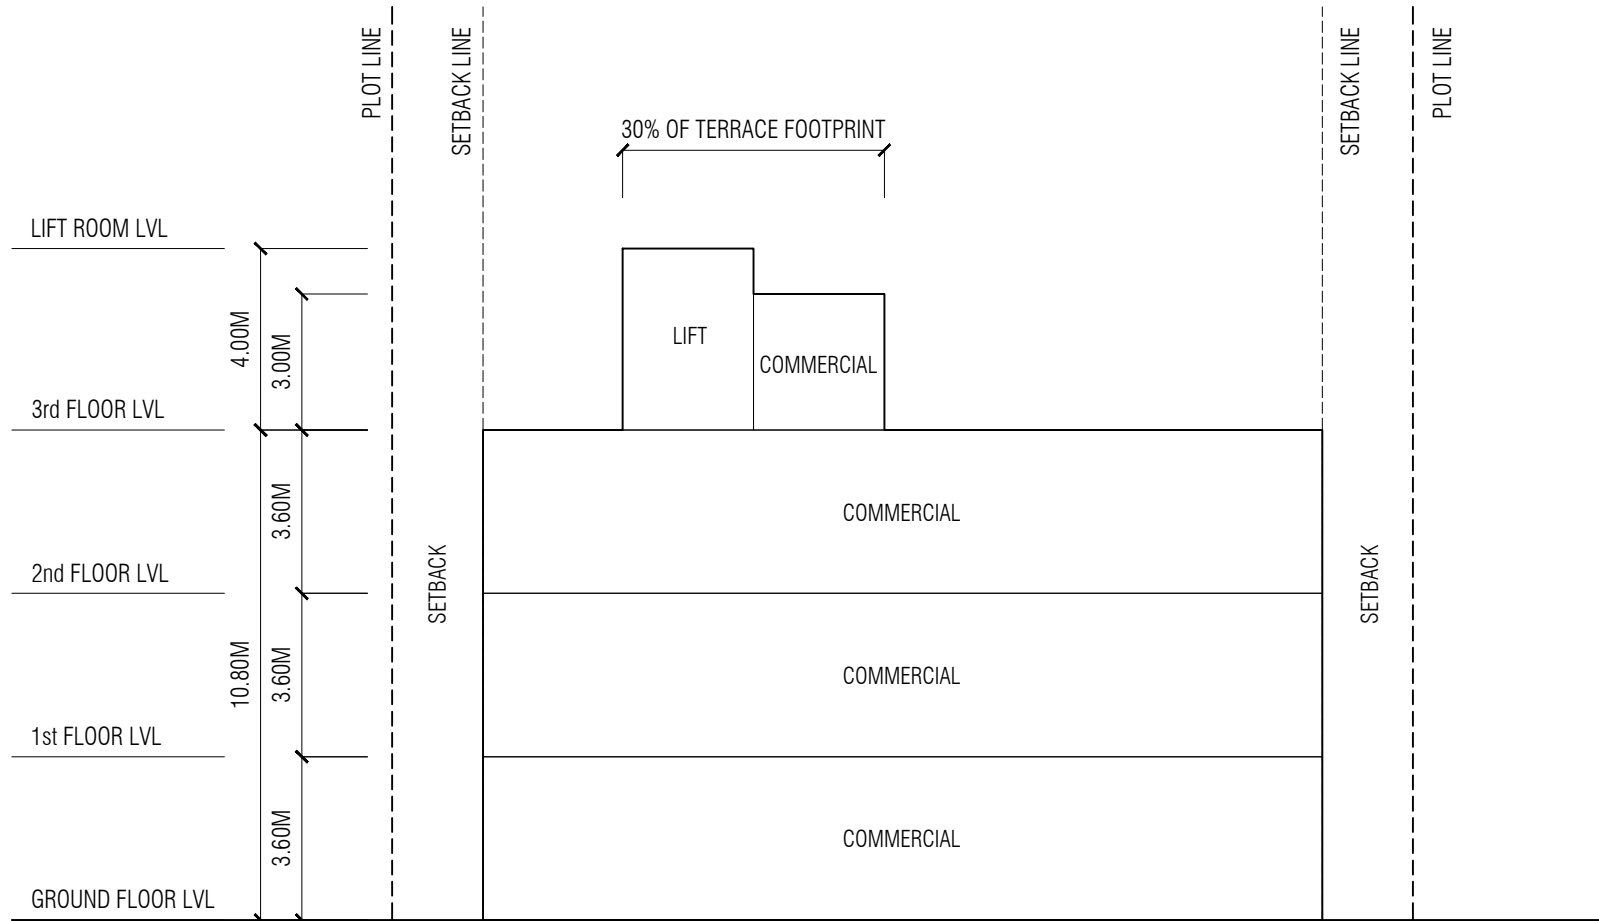 PLOT LINE
SETBACK LINE
SETBACK LINE
PLOT LINE
30% OF TERRACE FOOTPRINT
LIFT ROOM LVL
4.00M
3.00M
LIFT
COMMERCIAL
3rd FLOOR LVL
3.60M
COMMERCIAL
2nd FLOOR LVL
SETBACK
SETBACK
10.80M
3.60M
COMMERCIAL
1st FLOOR LVL
3.60M
COMMERCIAL
GROUND FLOOR LVL